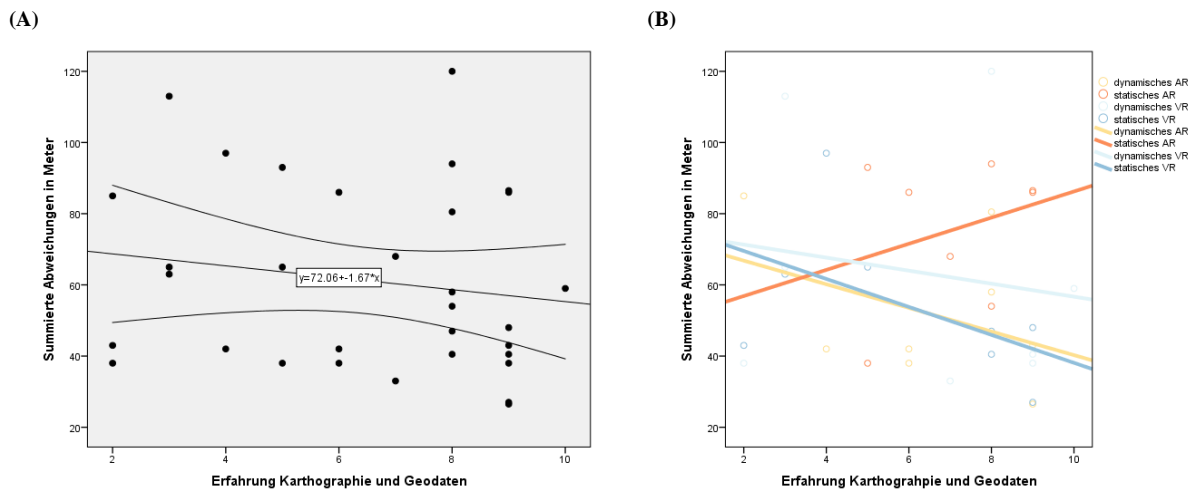 (A)
(B)
Summierte Abweichungen in Meter
120
100
80
60
40
20
y=72.06+-1.67*x
2
4
6
8
10
Erfahrung Karthographie und Geodaten
Summierte Abweichungen in Meter
120
100
80
60
40
20
2
4
6
8
10
Erfahrung Karthograhpie und Geodaten
dynamisches AR
statisches AR
dynamisches VR
statisches VR
dynamisches AR
statisches AR
dynamisches VR
statisches VR